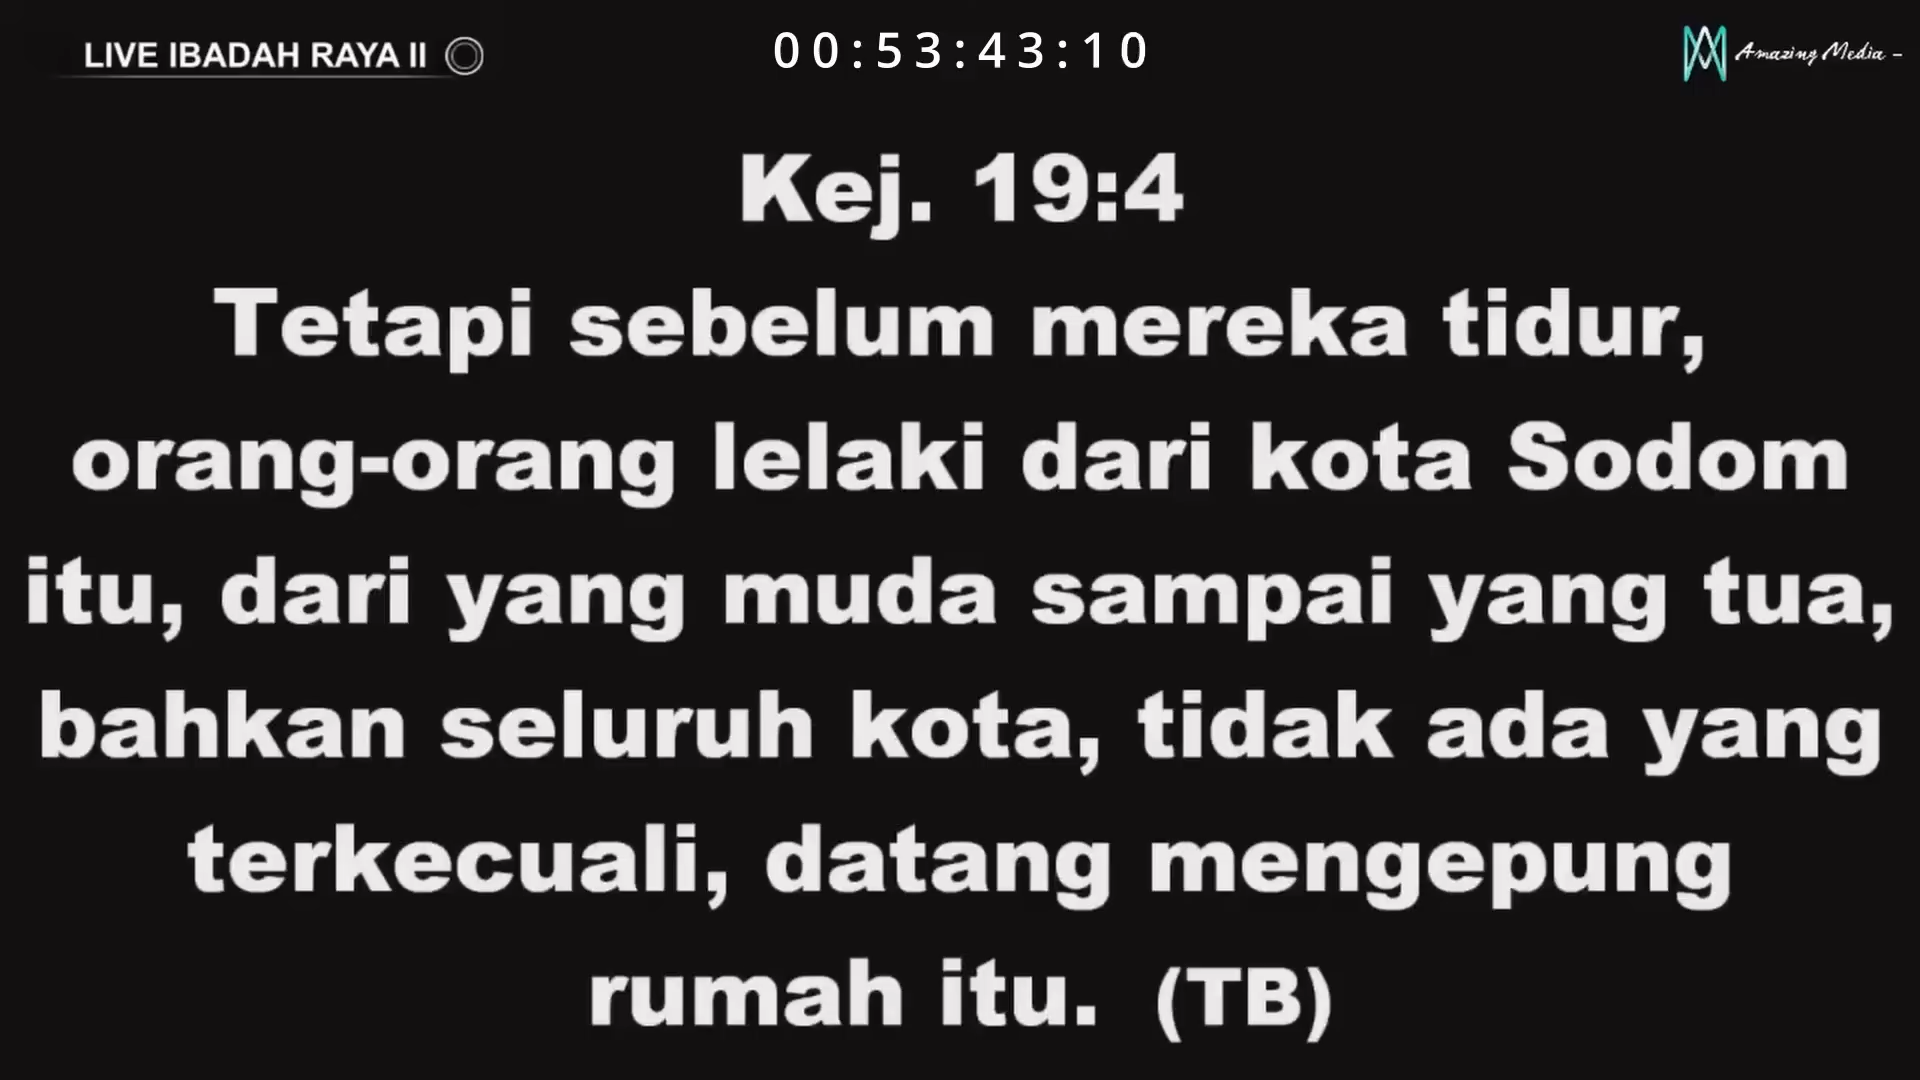 LIVE IBADAH RAYA II
00:53:43:10
Amazing Media -
Kej. 19:4
Tetapi sebelum mereka tidur,
orang-orang lelaki dari kota Sodom
itu, dari yang muda sampai yang tua,
bahkan seluruh kota, tidak ada yang
terkecuali, datang mengepung
rumah itu. (TB)